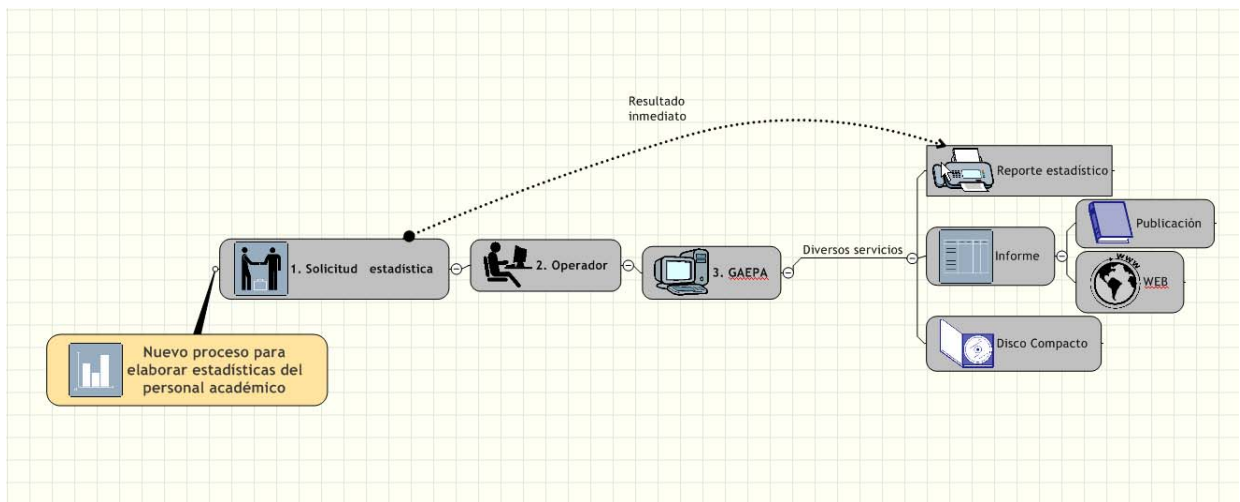 Resultado
inmediato
Reporte estadístico
Publicación
Diversos servicios
Informe
1. Solicitud estadística
2. Operador
3. GAEPA
WWW
WEB
Disco Compacto
Nuevo proceso para
elaborar estadísticas del
personal académico